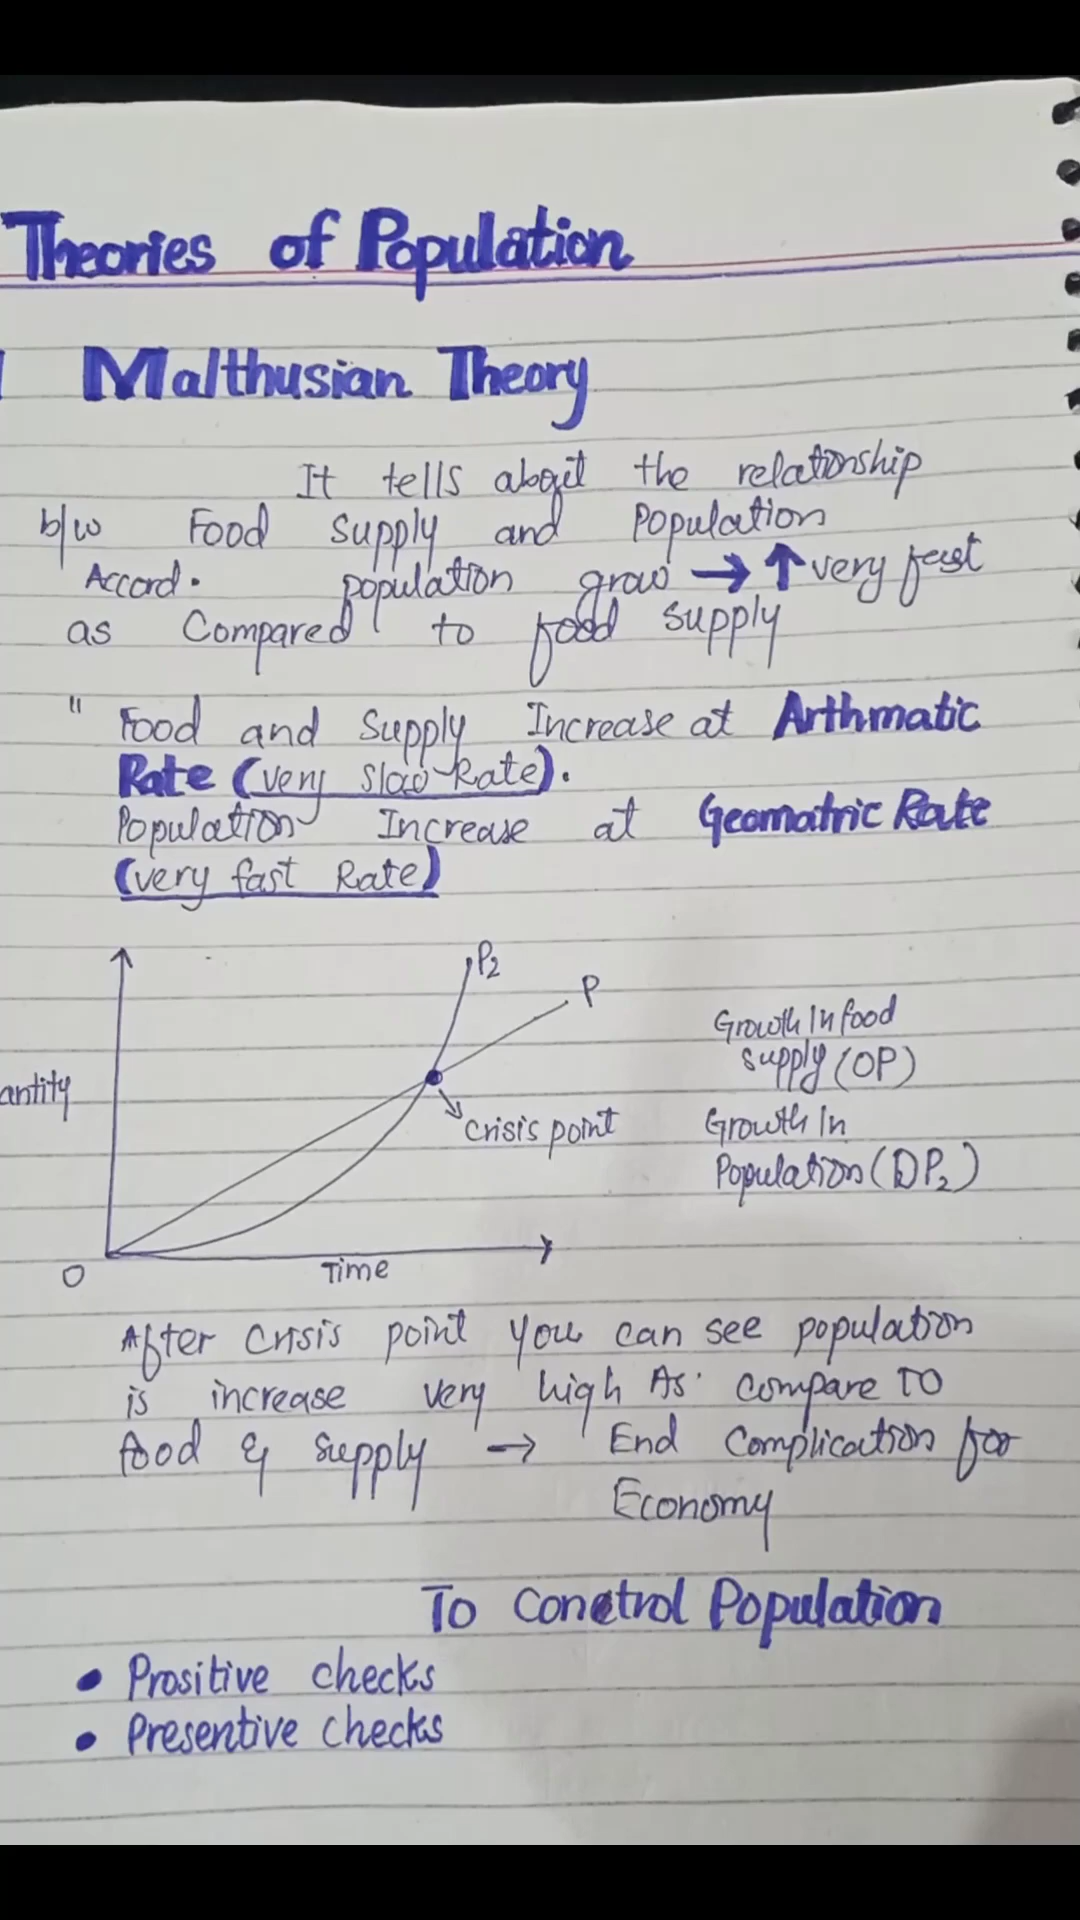 Theories of Population
Malthusian Theory
It tells about the relationship
b/w Food Supply and Population
Accord. population grow → ↑ very fast
as Compared to food supply
" Food and Supply Increase at Arthmatic
Rate (very slow Rate).
Population Increase at Geomatric Rate
(very fast Rate)
P2
P
Growth In food
supply (OP)
antity
Crisis point
Growth In
Population (DP2)
O
Time
After Crisis point you can see population
is increase very high As compare TO
food & supply → End Complication for
Economy
To Conctrol Population
• Prositive checks
• Presentive checks